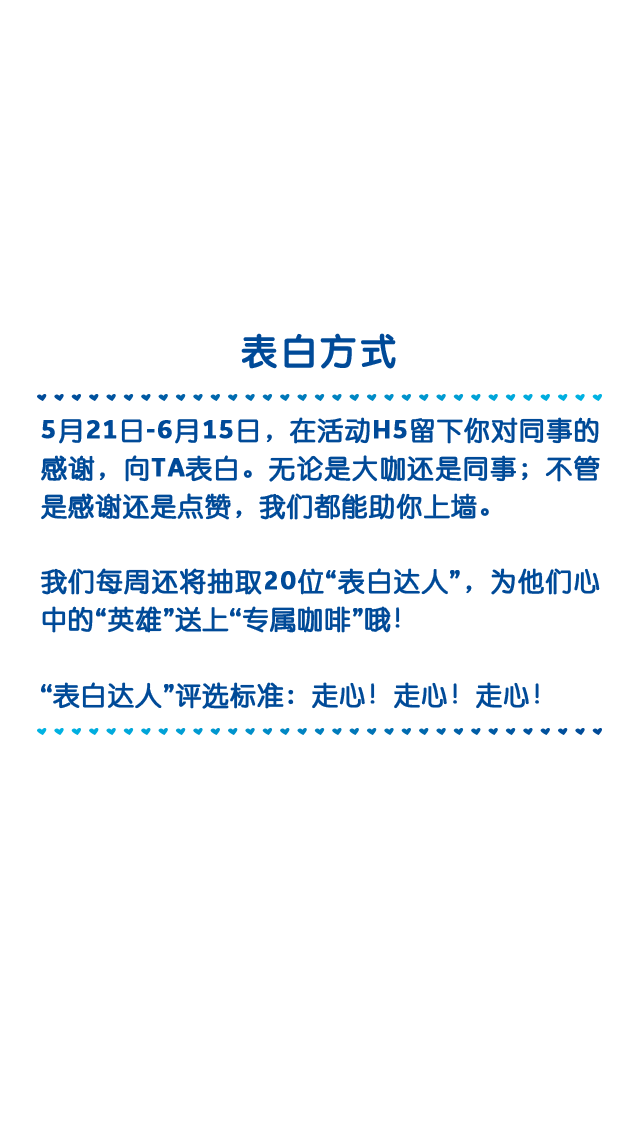 表白方式
5月21日-6月15日，在活动H5留下你对同事的
感谢，向TA表白。无论是大咖还是同事；不管
是感谢还是点赞，我们都能助你上墙。
我们每周还将抽取20位“表白达人”，为他们心
中的“英雄”送上“专属咖啡”哦！
“表白达人”评选标准：走心！走心！走心！